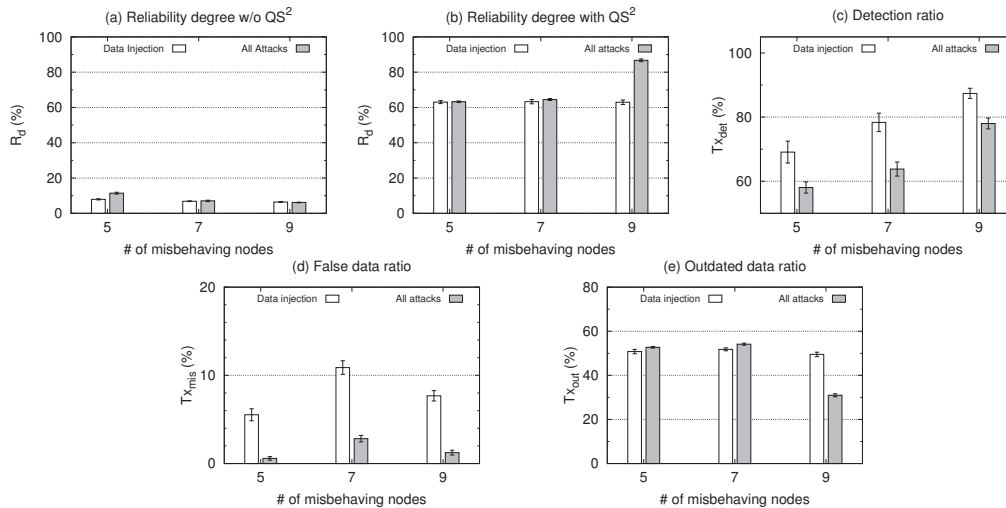 (a) Reliability degree w/o QS²
Data Injection
All Attacks
R_d (%)
100
80
60
40
20
0
5
7
9
# of misbehaving nodes
(b) Reliability degree with QS²
Data injection
All Attacks
R_d (%)
100
80
60
40
20
0
5
7
9
# of misbehaving nodes
(c) Detection ratio
Data injection
All attacks
Tx_det (%)
100
80
60
5
7
9
# of misbehaving nodes
(d) False data ratio
Data injection
All attacks
Tx_mis (%)
20
10
0
5
7
9
# of misbehaving nodes
(e) Outdated data ratio
Data injection
All attacks
Tx_out (%)
80
60
40
20
0
5
7
9
# of misbehaving nodes